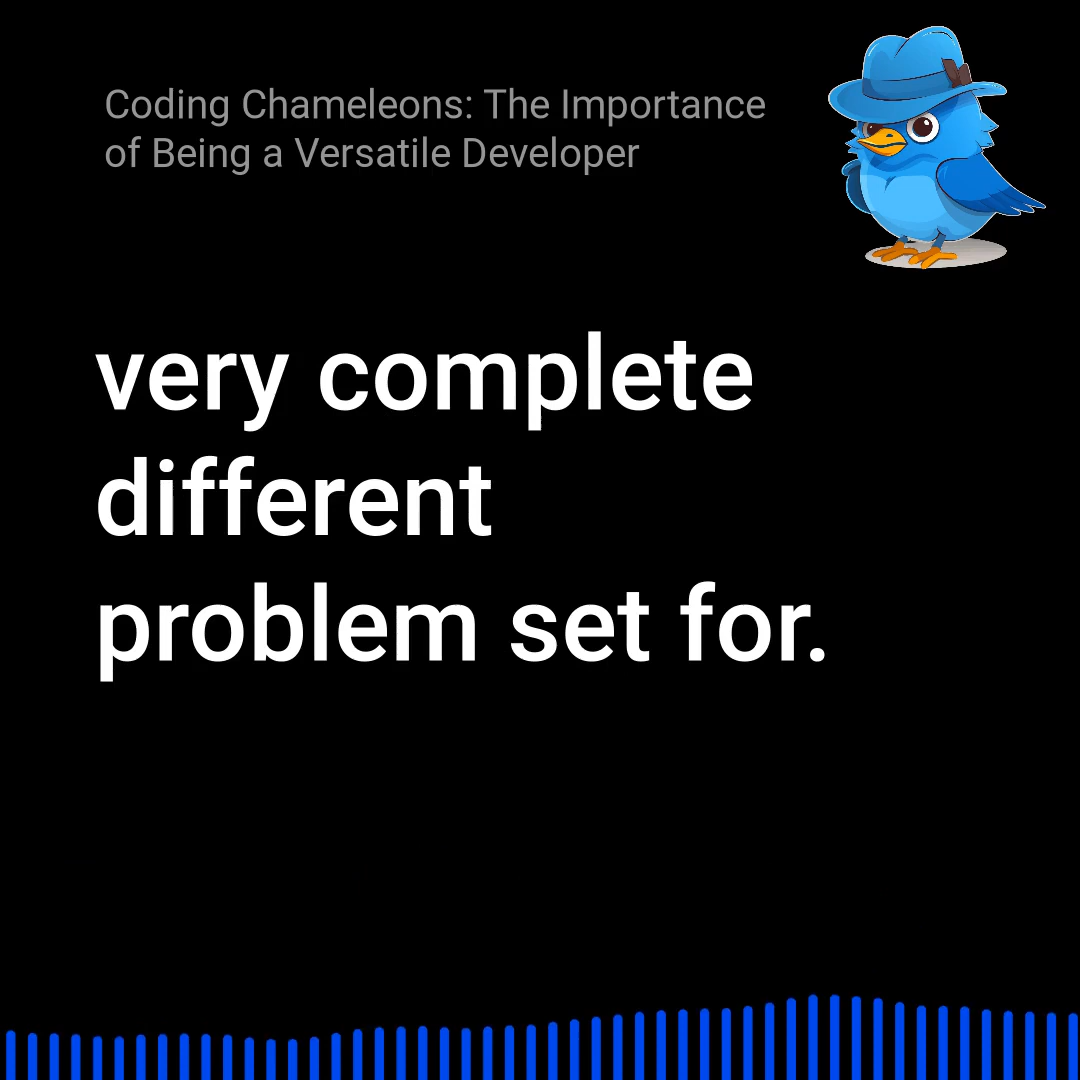 Coding Chameleons: The Importance
of Being a Versatile Developer
very complete
different
problem set for.